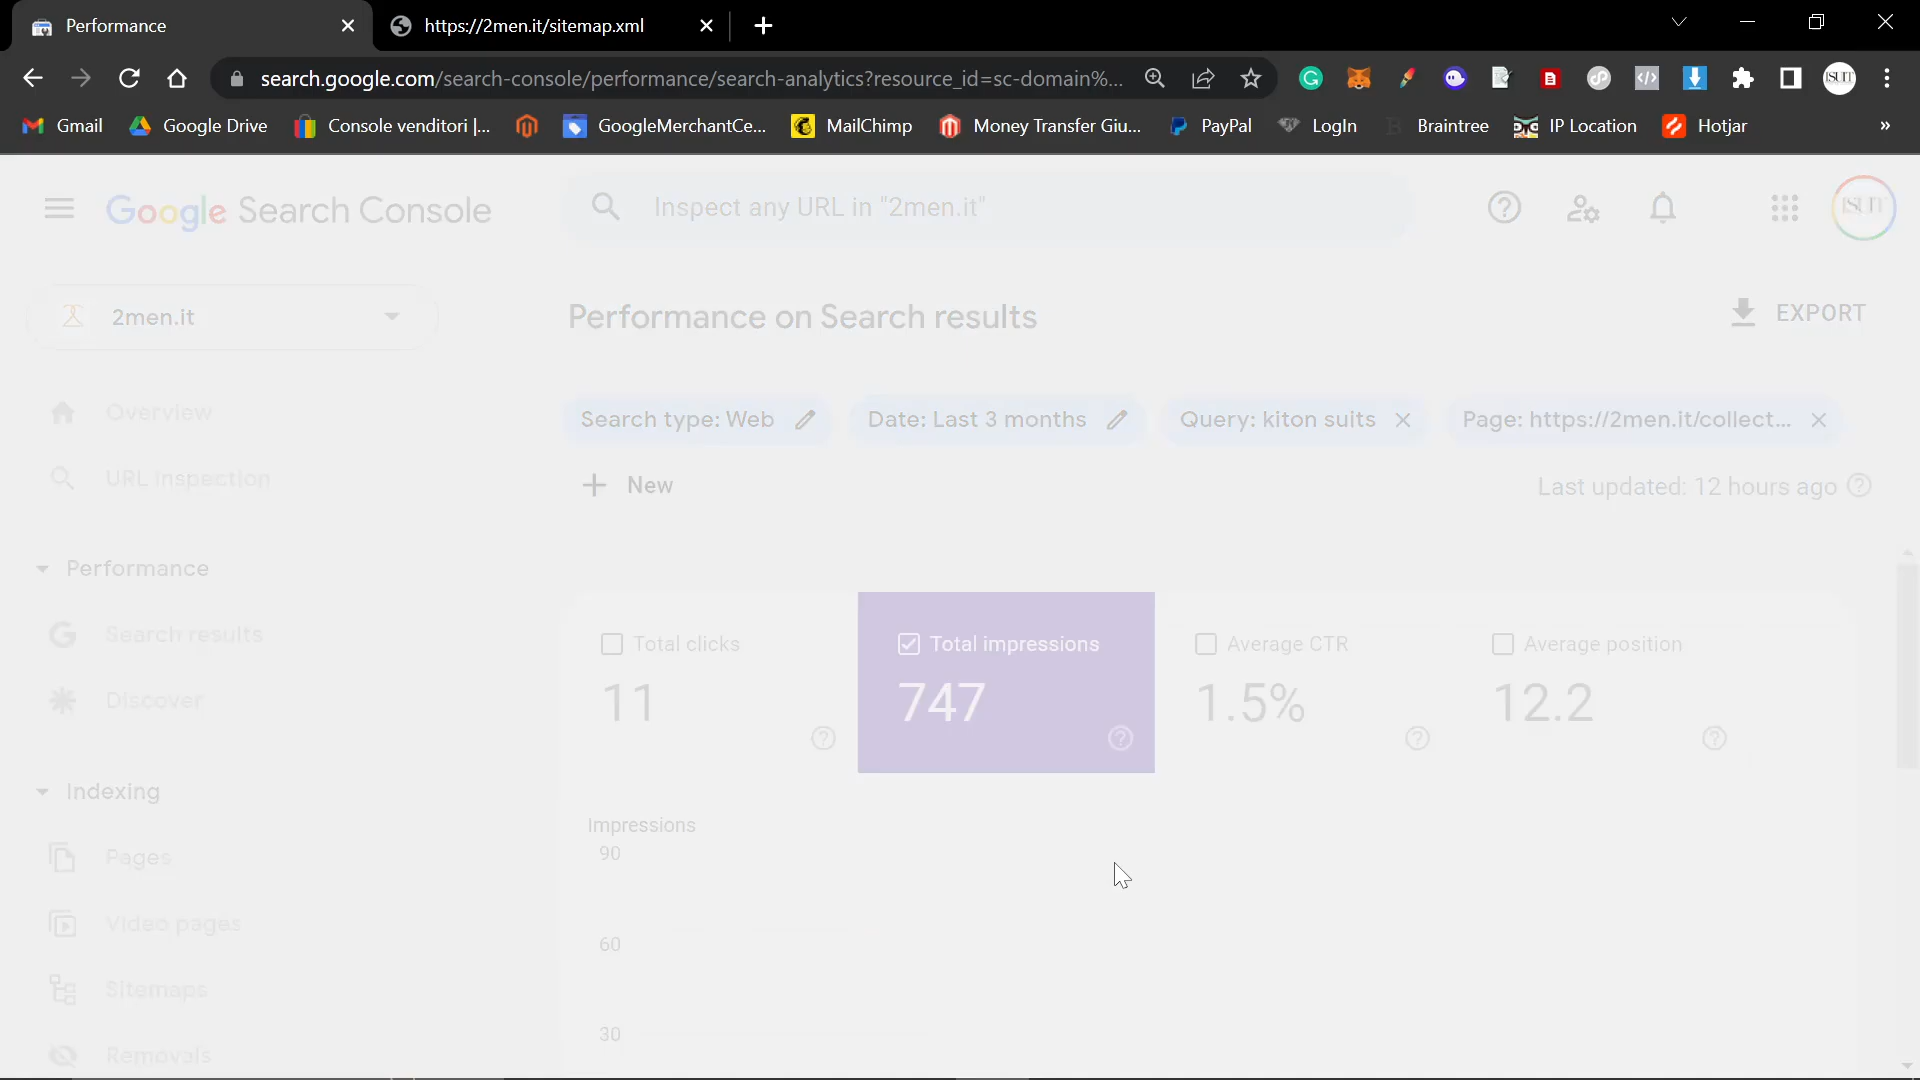 Performance
https://2men.it/sitemap.xml
search.google.com/search-console/performance/search-analytics?resource_id=sc-domain%...
ISUIT
Gmail
Google Drive
Console venditori |...
GoogleMerchantCe...
MailChimp
Money Transfer Giu...
PayPal
LogIn
Braintree
IP Location
Hotjar
»
Google Search Console
Inspect any URL in "2men.it"
ISUIT
2men.it
Performance on Search results
EXPORT
Overview
Search type: Web
Date: Last 3 months
Query: kiton suits
Page: https://2men.it/collect...
URL inspection
+ New
Last updated: 12 hours ago
Performance
Search results
Discover
Total clicks
11
Total impressions
747
Average CTR
1.5%
Average position
12.2
Indexing
Pages
Video pages
Sitemaps
Removals
Impressions
90
60
30